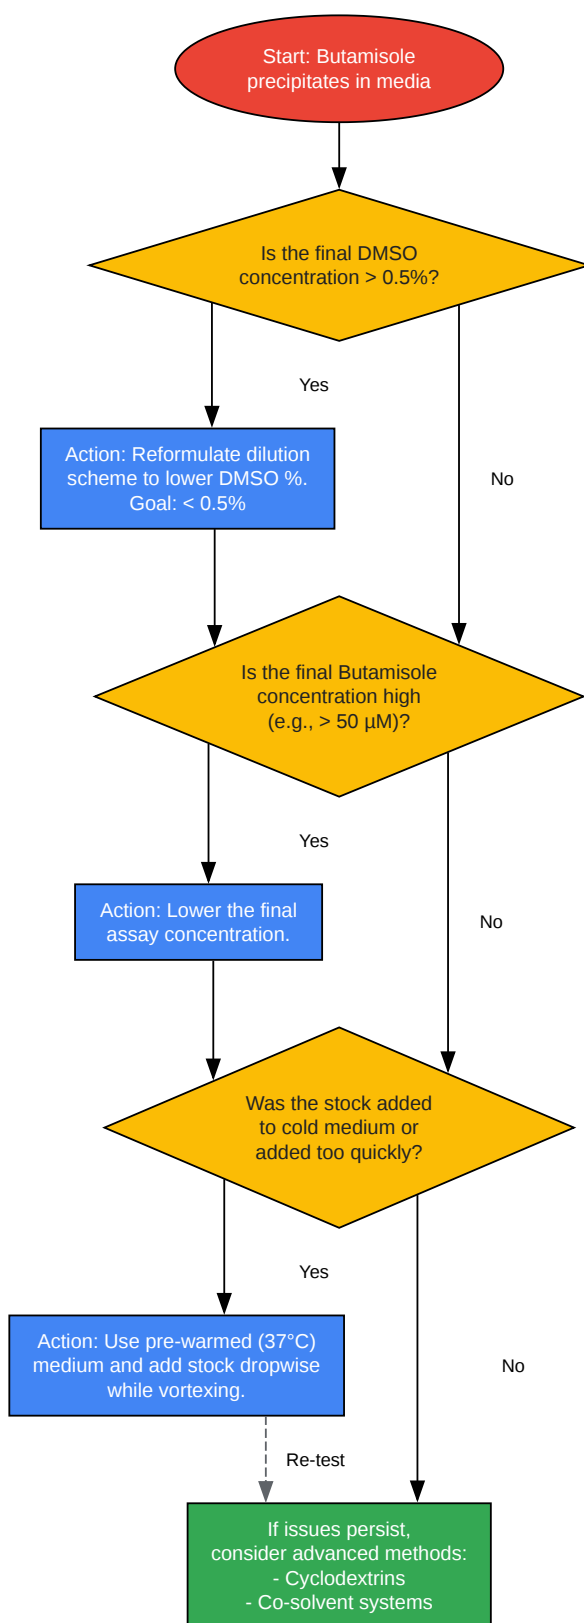 Start: Butamisole
precipitates in media
Is the final DMSO
concentration > 0.5%?
Yes
Action: Reformulate dilution
scheme to lower DMSO %.
Goal: < 0.5%
No
Is the final Butamisole
concentration high
(e.g., > 50 µM)?
Yes
Action: Lower the final
assay concentration.
No
Was the stock added
to cold medium or
added too quickly?
Yes
Action: Use pre-warmed (37°C)
medium and add stock dropwise
while vortexing.
No
Re-test
If issues persist,
consider advanced methods:
- Cyclodextrins
- Co-solvent systems